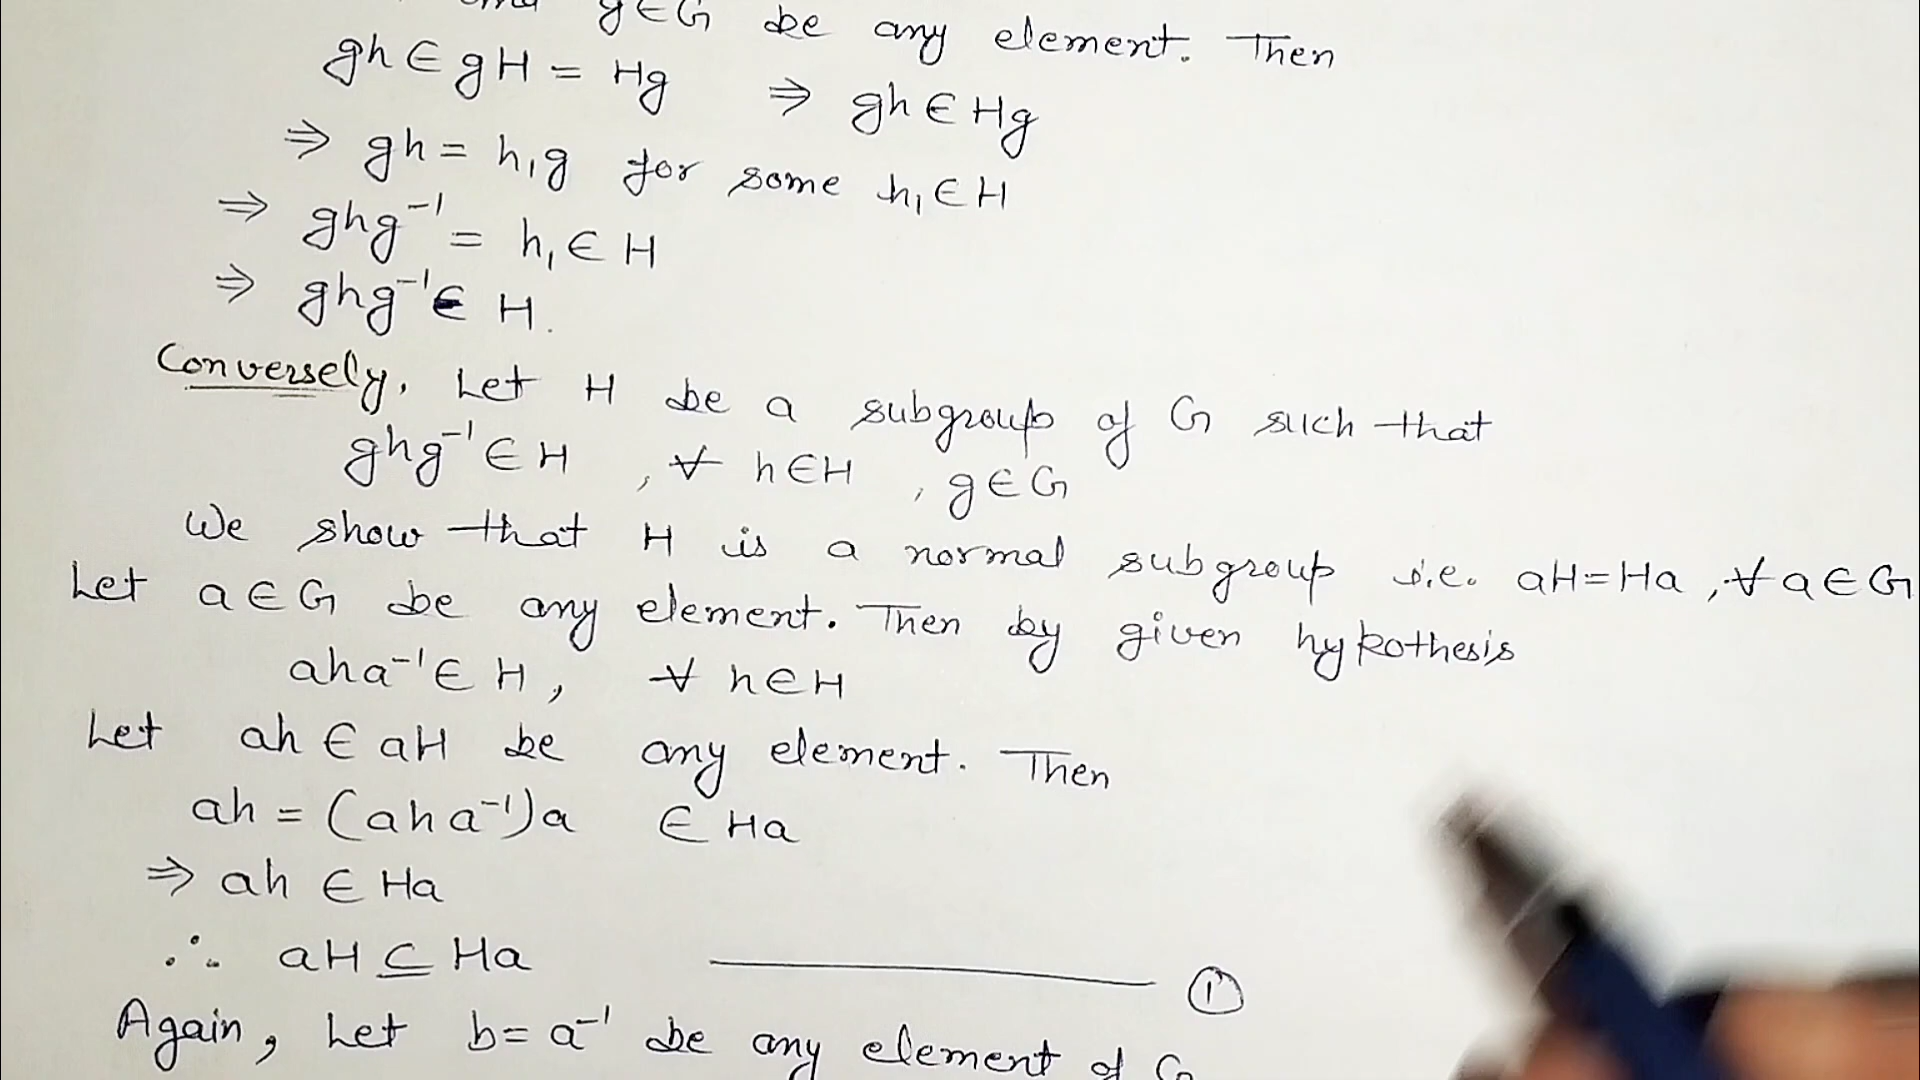 g∈G be any element. Then
gh ∈ gH = Hg ⇒ gh ∈ Hg
⇒ gh = h₁g for some h₁∈H
⇒ ghg⁻¹ = h₁ ∈ H
⇒ ghg⁻¹ ∈ H.
Conversely, Let H be a subgroup of G such that
ghg⁻¹ ∈ H , ∀ h∈H , g∈G
We show that H is a normal subgroup i.e. aH=Ha , ∀ a∈G
Let a∈G be any element. Then by given hypothesis
aha⁻¹ ∈ H, ∀ h∈H
Let ah ∈ aH be any element. Then
ah = (aha⁻¹)a ∈ Ha
⇒ ah ∈ Ha
∴ aH ⊆ Ha ——— ①
Again, Let b = a⁻¹ be any element of G